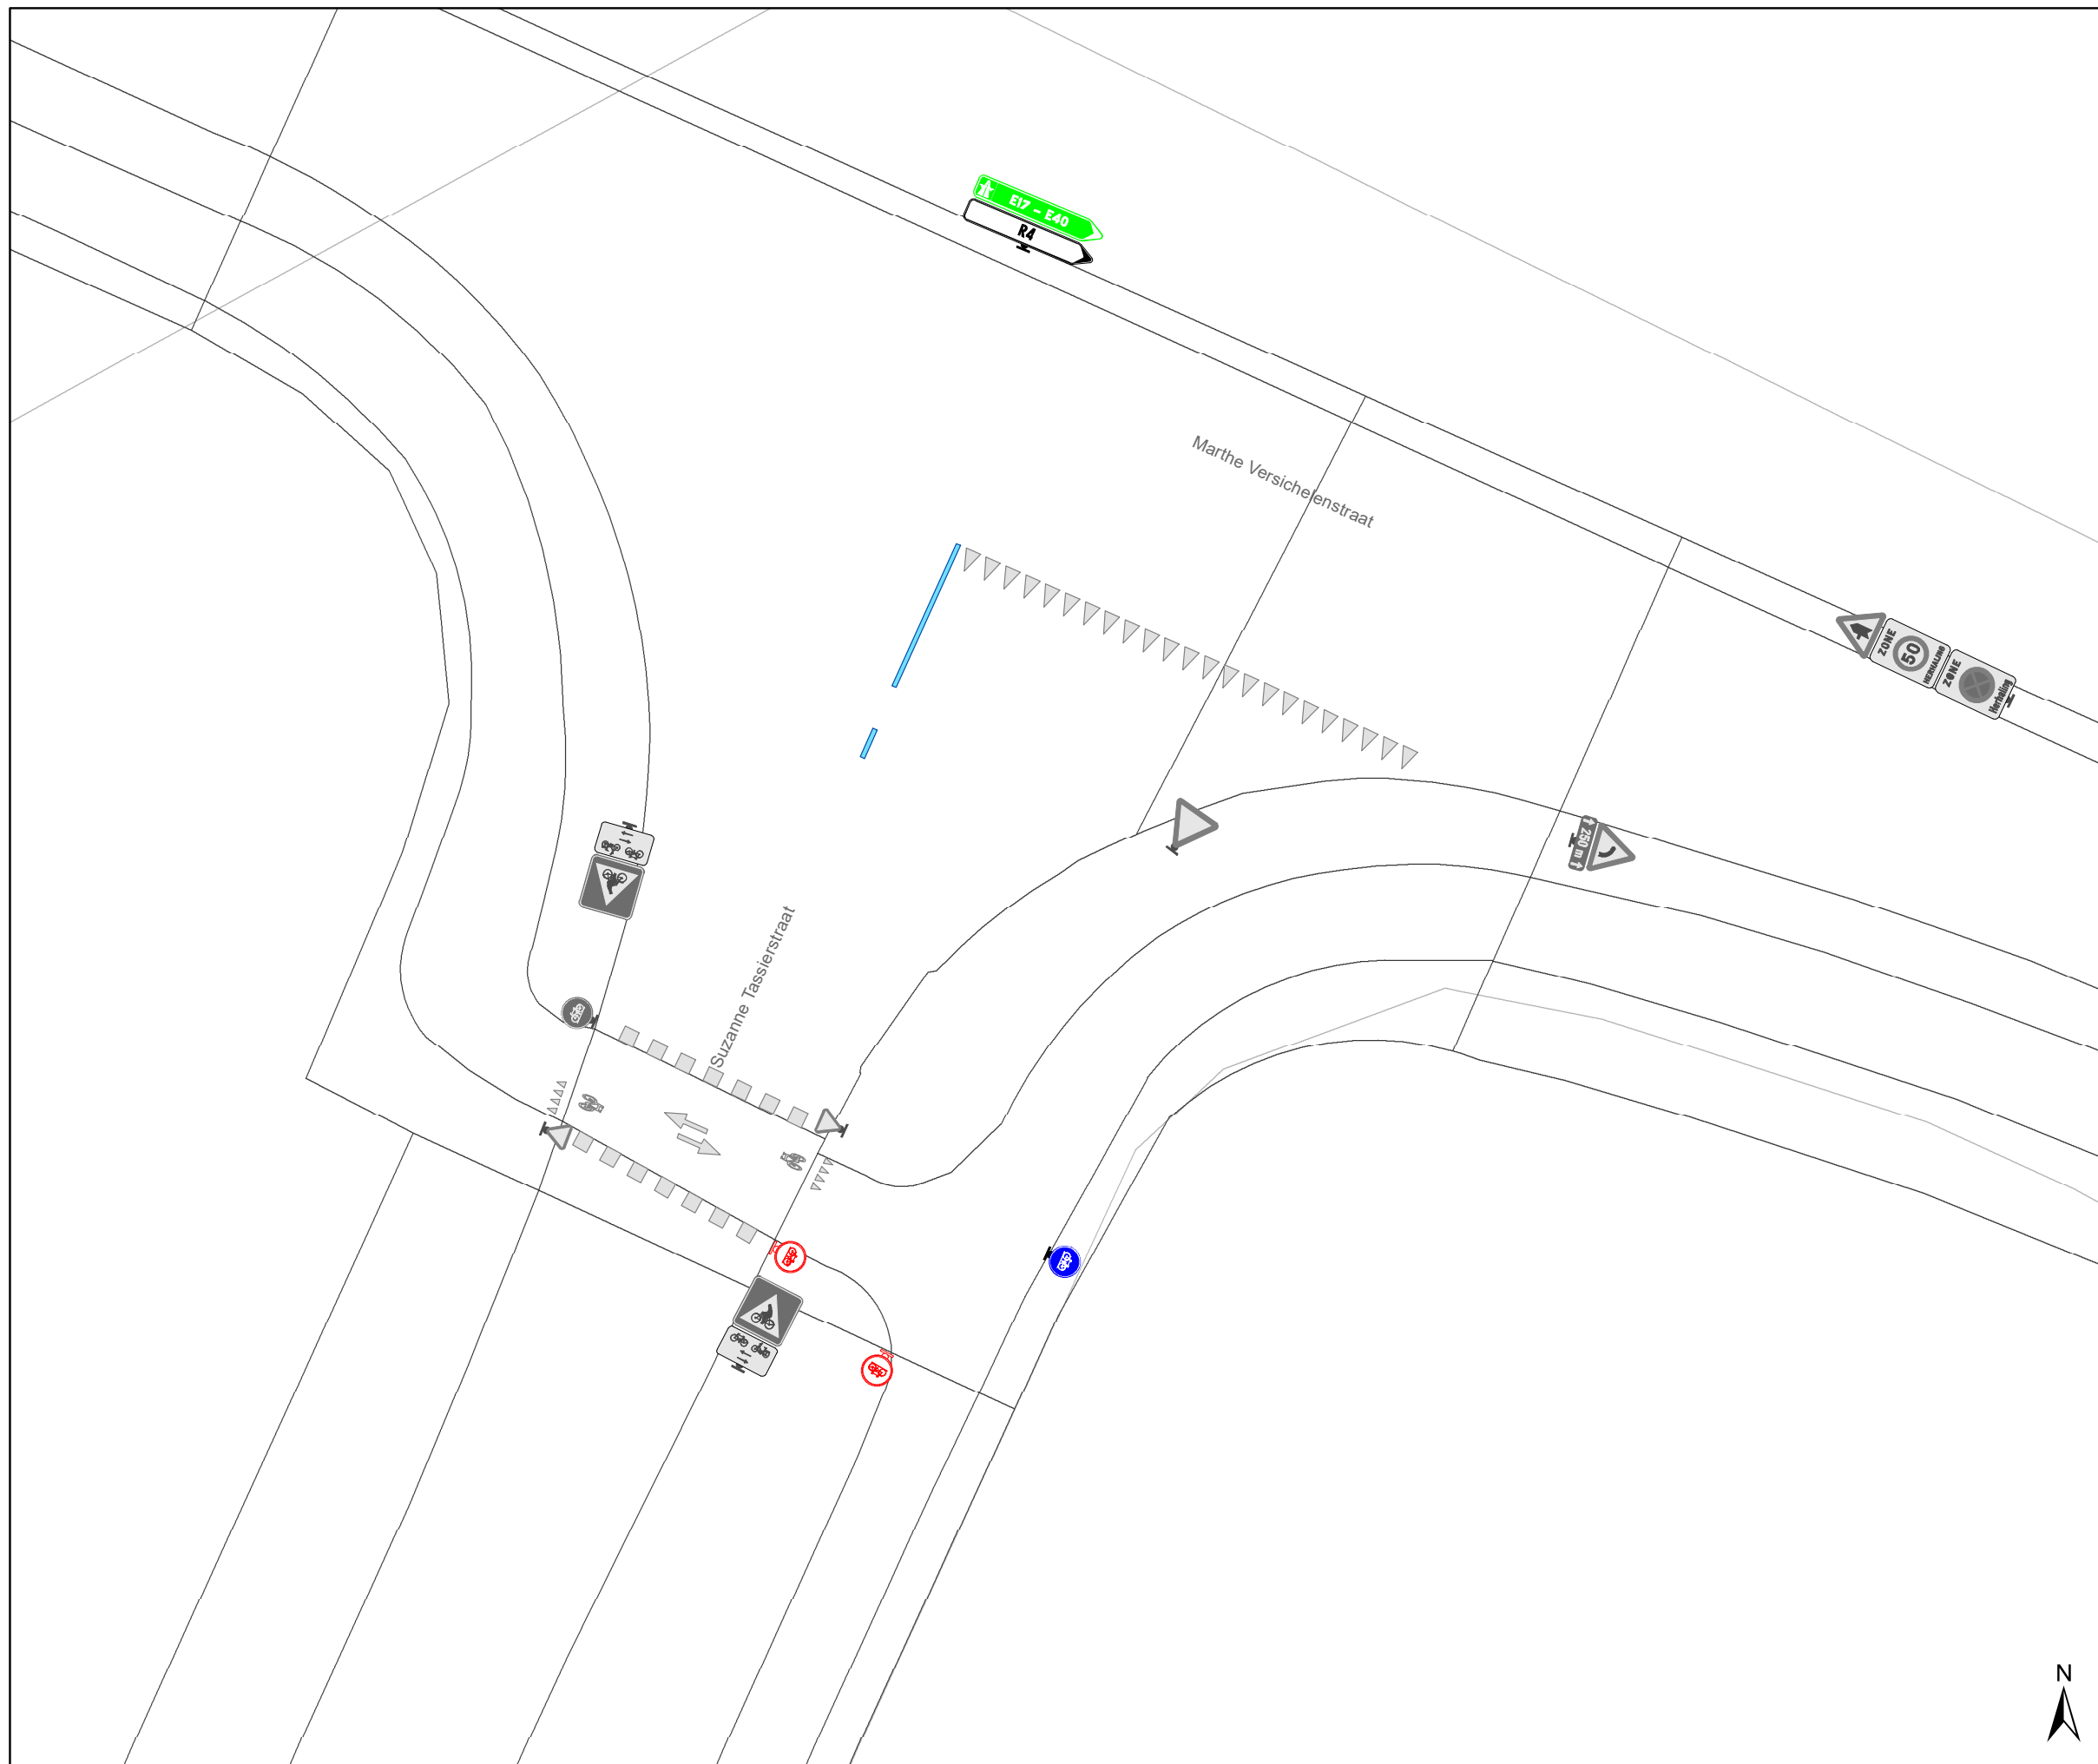 E17 - E40
R4
Marthe Versichelenstraat
ZONE
50
HERHALING
ZONE
Herhaling
250 m
Suzanne Tassierstraat
N